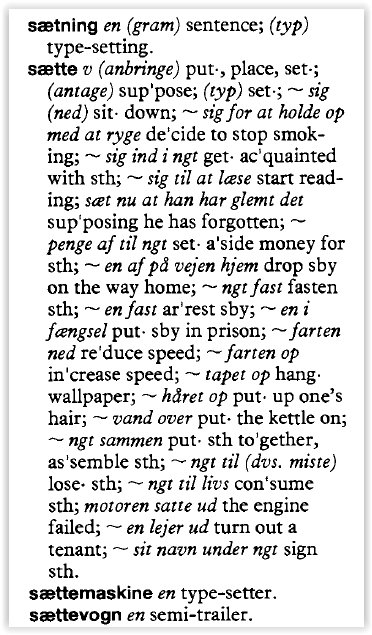 sætning en (gram) sentence; (typ)
type-setting.
sætte v (anbringe) put·, place, set·;
(antage) sup'pose; (typ) set·; ~ sig
(ned) sit· down; ~ sig for at holde op
med at ryge de'cide to stop smok-
ing; ~ sig ind i ngt get· ac'quainted
with sth; ~ sig til at læse start read-
ing; sæt nu at han har glemt det
sup'posing he has forgotten; ~
penge af til ngt set· a'side money for
sth; ~ en af på vejen hjem drop sby
on the way home; ~ ngt fast fasten
sth; ~ en fast ar'rest sby; ~ en i
fængsel put· sby in prison; ~ farten
ned re'duce speed; ~ farten op
in'crease speed; ~ tapet op hang·
wallpaper; ~ håret op put· up one's
hair; ~ vand over put· the kettle on;
~ ngt sammen put· sth to'gether,
as'semble sth; ~ ngt til (dvs. miste)
lose· sth; ~ ngt til livs con'sume
sth; motoren satte ud the engine
failed; ~ en lejer ud turn out a
tenant; ~ sit navn under ngt sign
sth.
sættemaskine en type-setter.
sættevogn en semi-trailer.